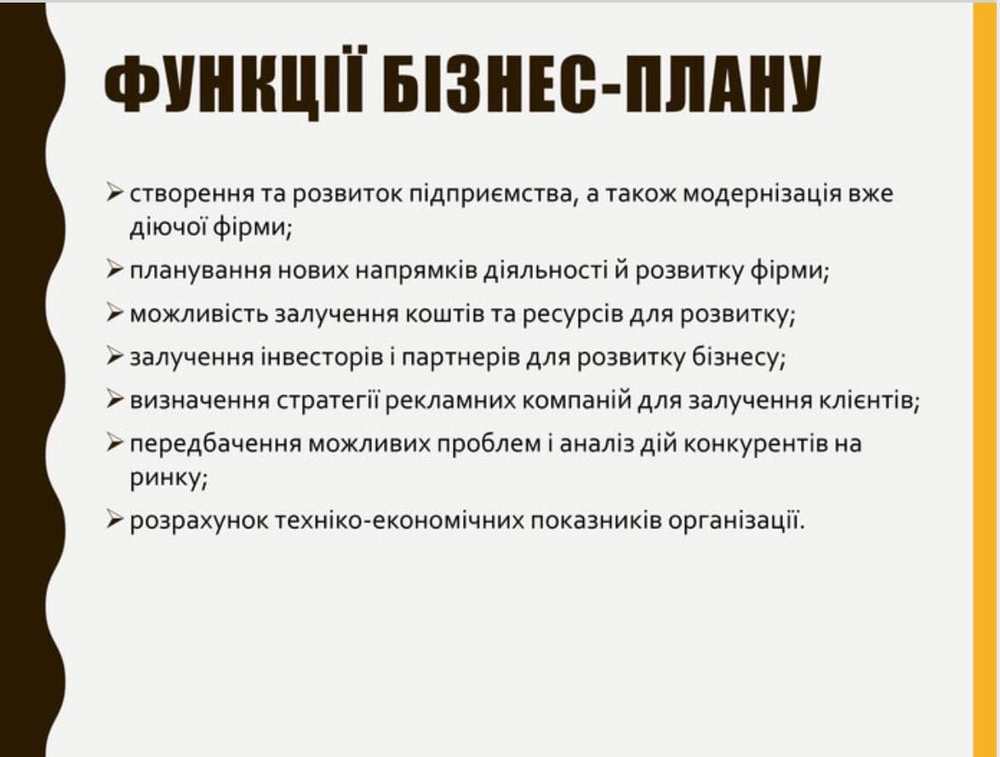 ФУНКЦІЇ БІЗНЕС-ПЛАНУ
створення та розвиток підприємства, а також модернізація вже
діючої фірми;
планування нових напрямків діяльності й розвитку фірми;
можливість залучення коштів та ресурсів для розвитку;
залучення інвесторів і партнерів для розвитку бізнесу;
визначення стратегії рекламних компаній для залучення клієнтів;
передбачення можливих проблем і аналіз дій конкурентів на
ринку;
розрахунок техніко-економічних показників організації.